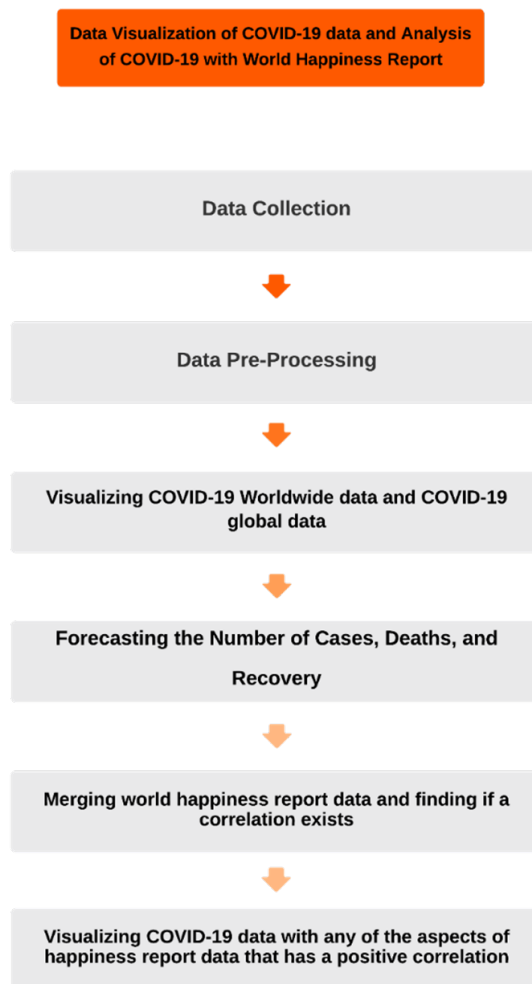 Data Visualization of COVID-19 data and Analysis
of COVID-19 with World Happiness Report
Data Collection
Data Pre-Processing
Visualizing COVID-19 Worldwide data and COVID-19
global data
Forecasting the Number of Cases, Deaths, and
Recovery
Merging world happiness report data and finding if a
correlation exists
Visualizing COVID-19 data with any of the aspects of
happiness report data that has a positive correlation